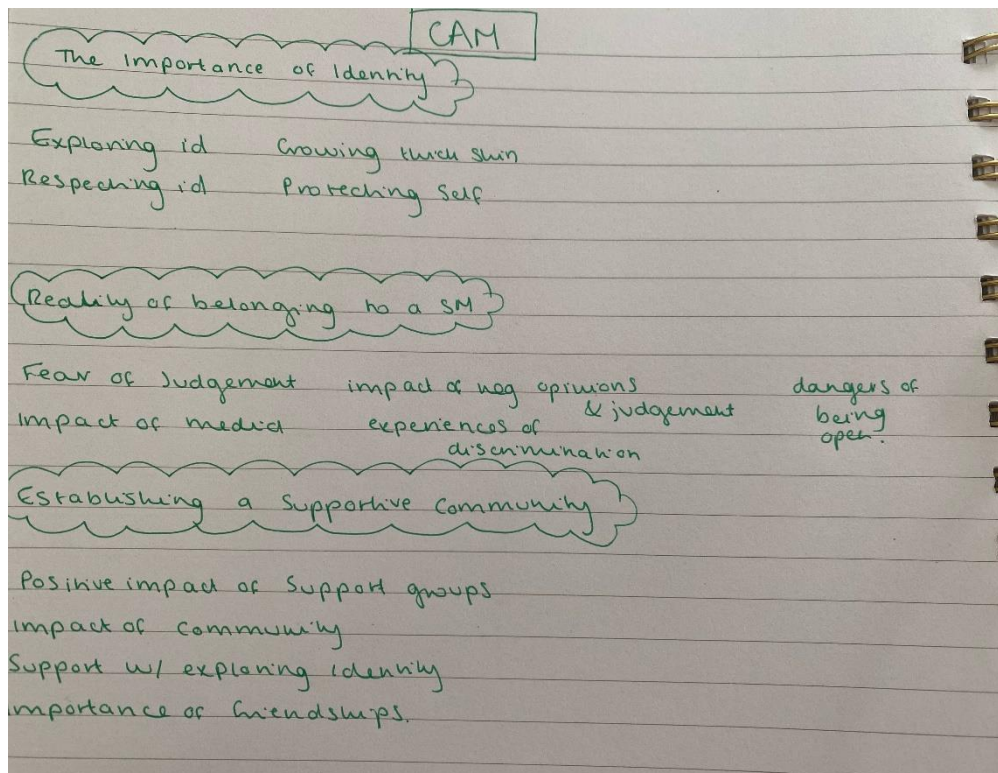 CAM
The Importance of Identity
Exploring id Growing thick skin
Respecting id Protecting Self
Reality of belonging to a SM
Fear of Judgement impact of neg opinions & judgement dangers of being open.
Impact of media experiences of discrimination
Establishing a Supportive Community
Positive impact of Support groups
Impact of Community
Support w/ exploring identity
Importance of friendships.